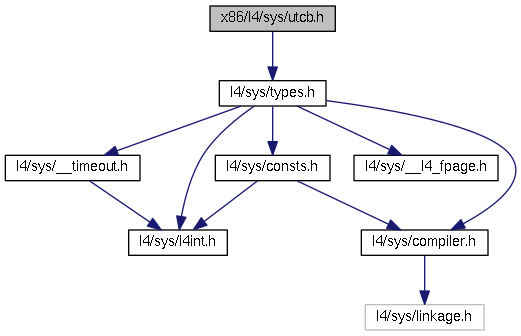 x86/l4/sys/utcb.h
l4/sys/types.h
l4/sys/__timeout.h
l4/sys/consts.h
l4/sys/__l4_fpage.h
l4/sys/l4int.h
l4/sys/compiler.h
l4/sys/linkage.h